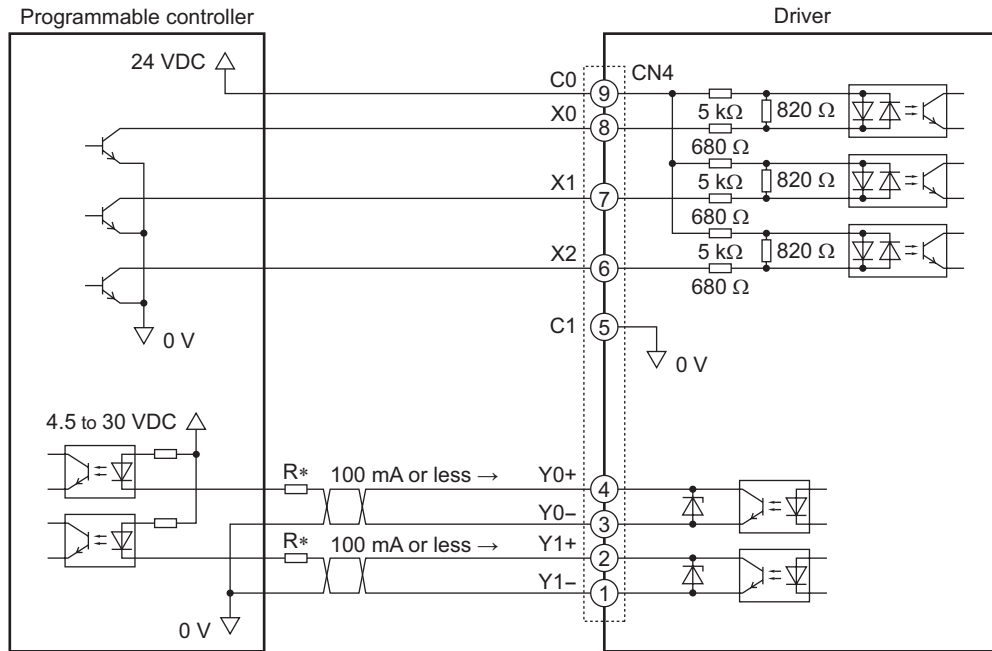 Programmable controller
Driver
24 VDC
C0
CN4
9
5 kΩ
820 Ω
X0
8
680 Ω
X1
7
5 kΩ
820 Ω
680 Ω
X2
6
5 kΩ
820 Ω
680 Ω
C1
5
0 V
0 V
4.5 to 30 VDC
R*
100 mA or less →
Y0+
4
Y0−
3
R*
100 mA or less →
Y1+
2
Y1−
1
0 V